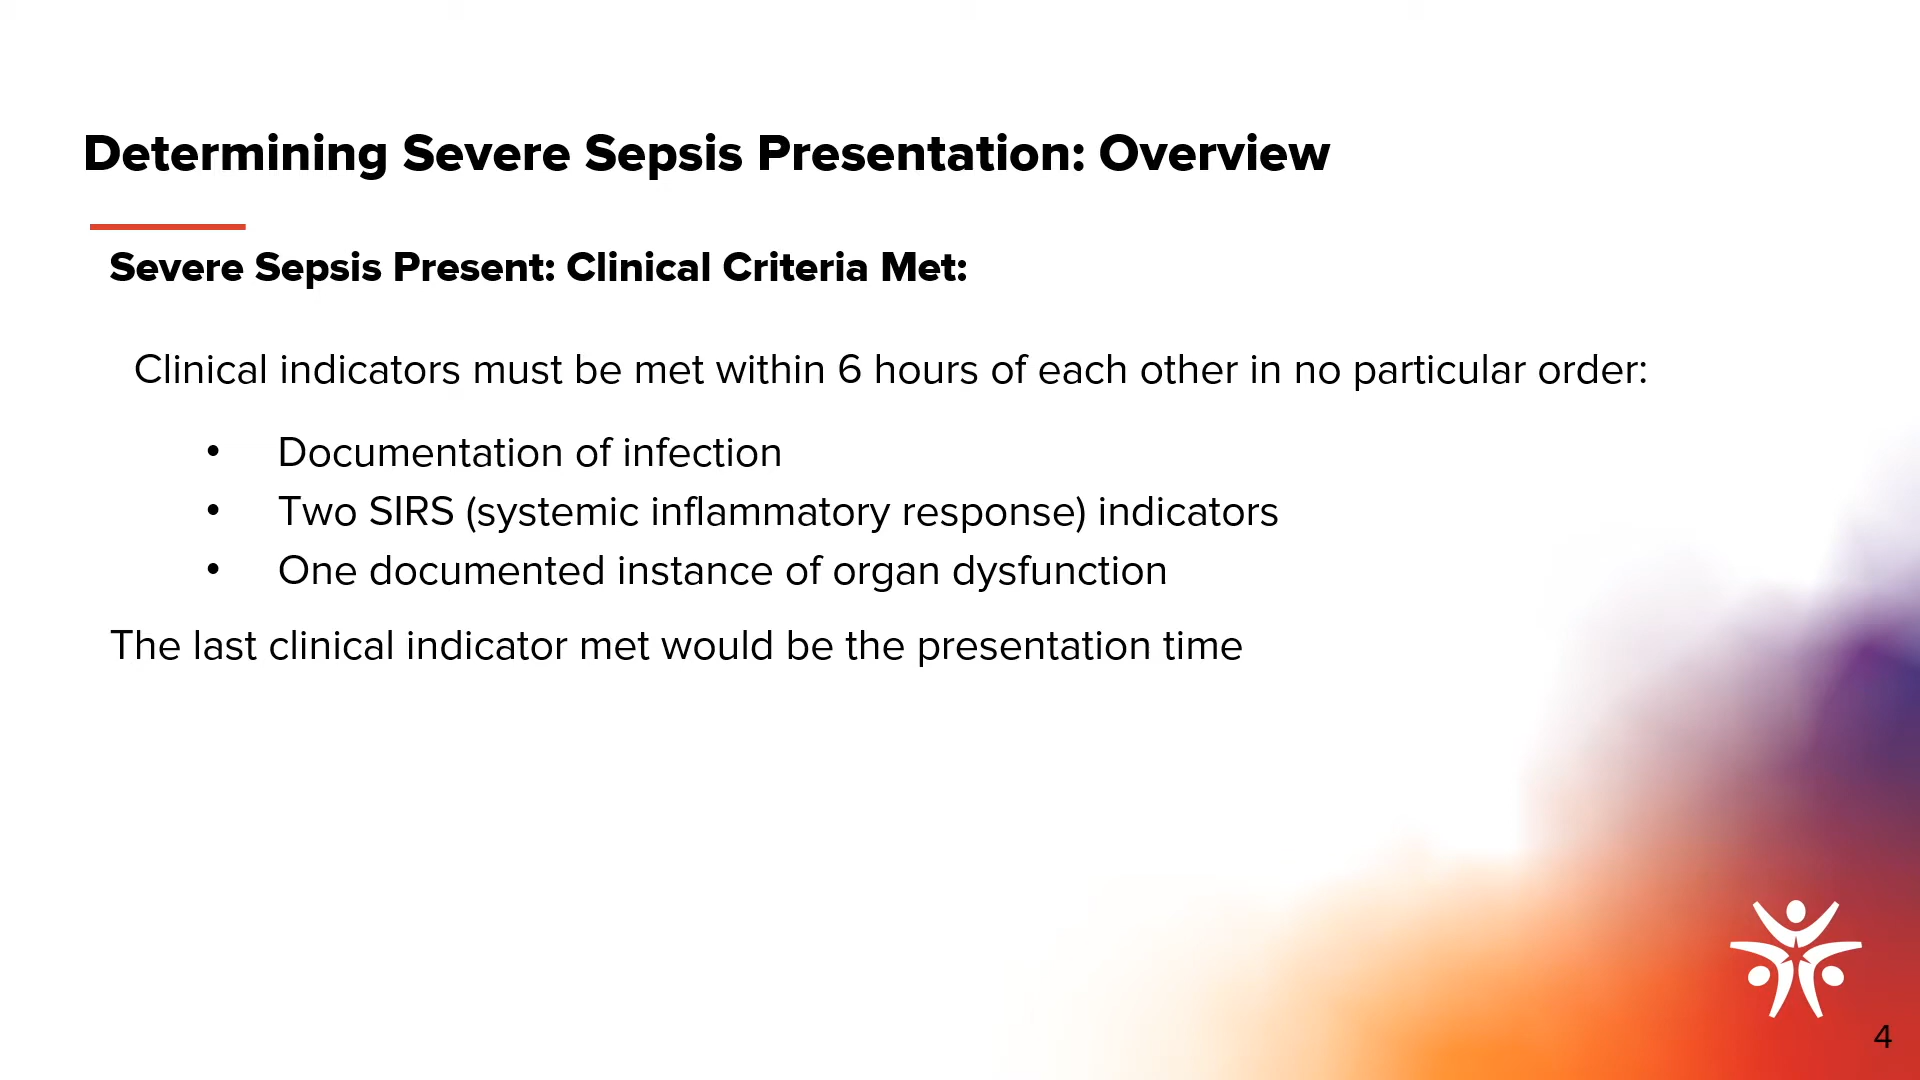 Determining Severe Sepsis Presentation: Overview
Severe Sepsis Present: Clinical Criteria Met:
Clinical indicators must be met within 6 hours of each other in no particular order:
• Documentation of infection
• Two SIRS (systemic inflammatory response) indicators
• One documented instance of organ dysfunction
The last clinical indicator met would be the presentation time
4